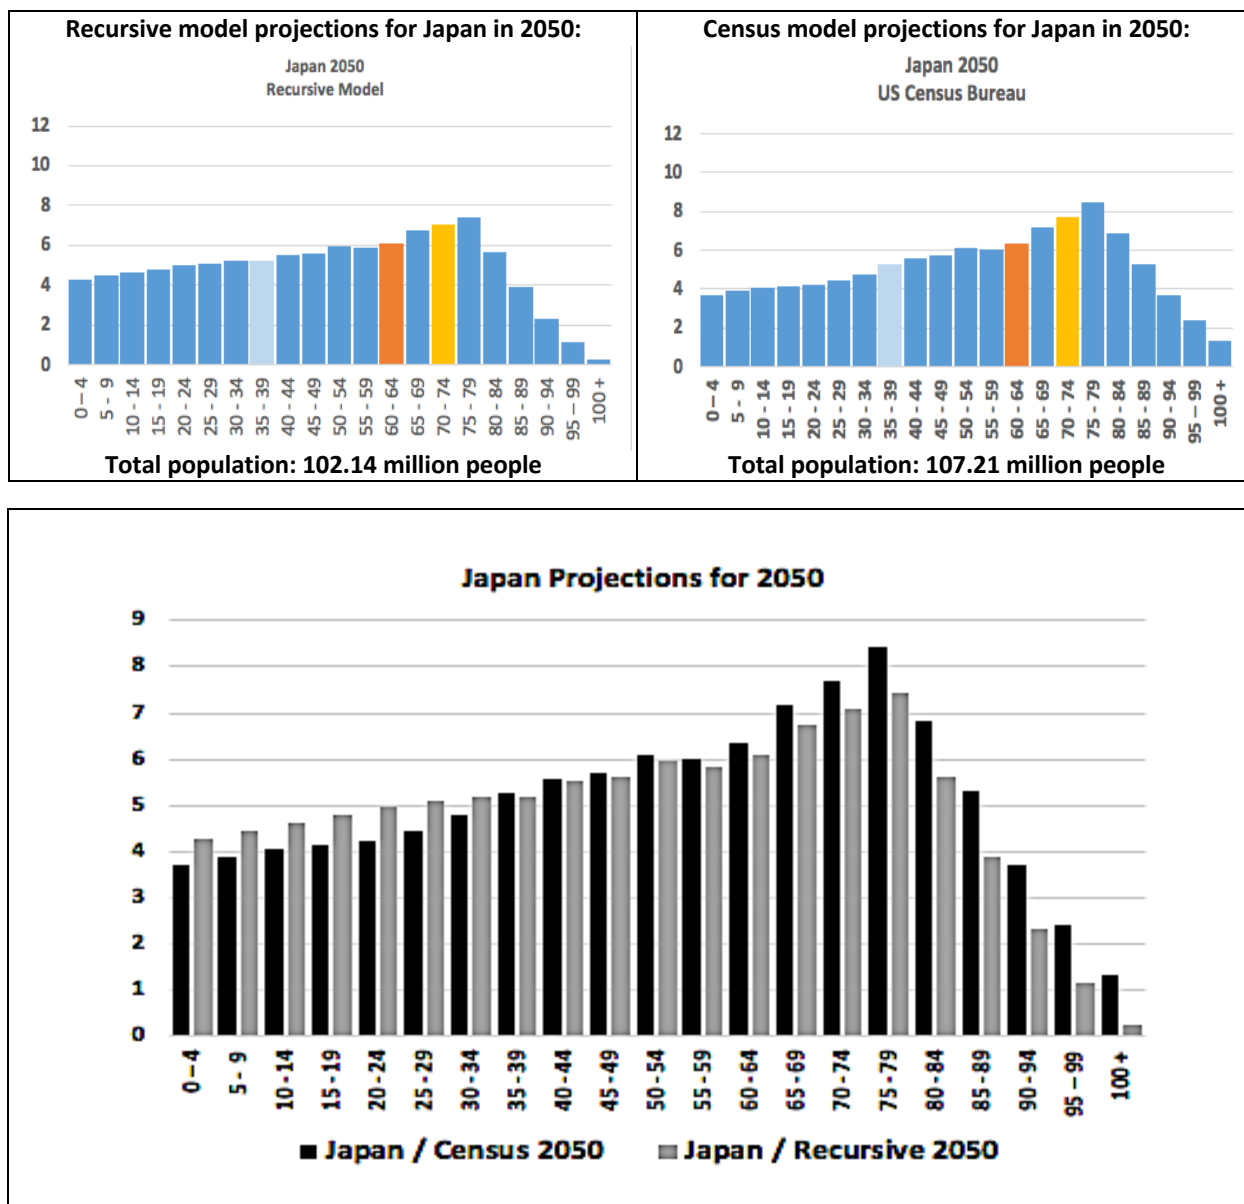 Recursive model projections for Japan in 2050:
Japan 2050
Recursive Model
12
10
8
6
4
2
0
0 – 4
5 - 9
10 - 14
15 - 19
20 - 24
25 - 29
30 - 34
35 - 39
40 - 44
45 - 49
50 - 54
55 - 59
60 - 64
65 - 69
70 - 74
75 - 79
80 - 84
85 - 89
90 - 94
95 – 99
100 +
Total population: 102.14 million people
Census model projections for Japan in 2050:
Japan 2050
US Census Bureau
12
10
8
6
4
2
0
0 – 4
5 - 9
10 - 14
15 - 19
20 - 24
25 - 29
30 - 34
35 - 39
40 - 44
45 - 49
50 - 54
55 - 59
60 - 64
65 - 69
70 - 74
75 - 79
80 - 84
85 - 89
90 - 94
95 – 99
100 +
Total population: 107.21 million people
Japan Projections for 2050
9
8
7
6
5
4
3
2
1
0
0 – 4
5 - 9
10 - 14
15 - 19
20 - 24
25 - 29
30 - 34
35 - 39
40 - 44
45 - 49
50 - 54
55 - 59
60 - 64
65 - 69
70 - 74
75 - 79
80 - 84
85 - 89
90 - 94
95 – 99
100 +
Japan / Census 2050
Japan / Recursive 2050